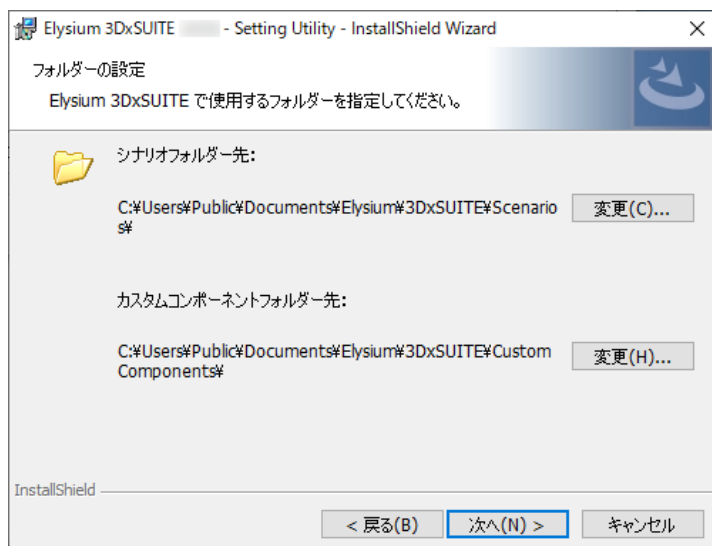 Elysium 3DxSUITE - Setting Utility - InstallShield Wizard
フォルダーの設定
Elysium 3DxSUITE で使用するフォルダーを指定してください。
シナリオフォルダー先:
C:¥Users¥Public¥Documents¥Elysium¥3DxSUITE¥Scenario
s¥
変更(C)...
カスタムコンポーネントフォルダー先:
C:¥Users¥Public¥Documents¥Elysium¥3DxSUITE¥Custom
Components¥
変更(H)...
InstallShield
< 戻る(B)
次へ(N) >
キャンセル